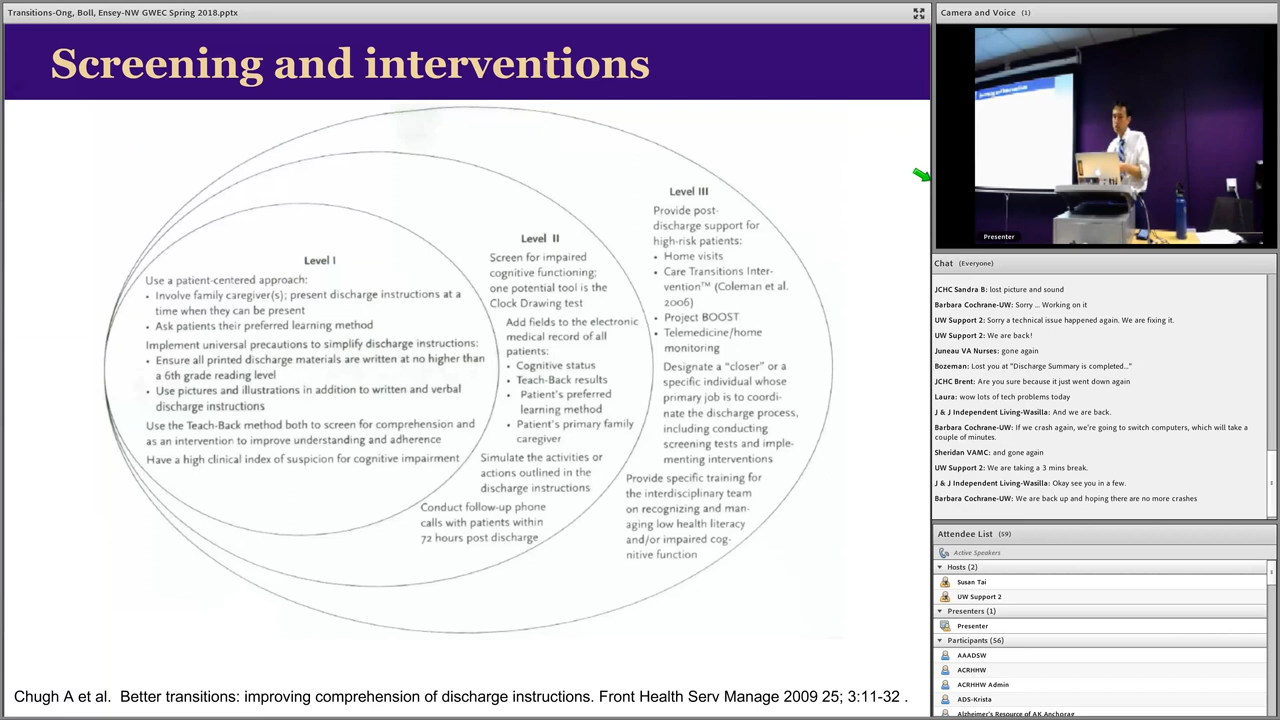 Transitions-Ong, Boll, Ensey-NW GWEC Spring 2018.pptx
Screening and interventions
Level I
Use a patient-centered approach:
• Involve family caregiver(s); present discharge instructions at a
time when they can be present
• Ask patients their preferred learning method
Implement universal precautions to simplify discharge instructions:
• Ensure all printed discharge materials are written at no higher than
a 6th grade reading level
• Use pictures and illustrations in addition to written and verbal
discharge instructions
Use the Teach-Back method both to screen for comprehension and
as an intervention to improve understanding and adherence
Have a high clinical index of suspicion for cognitive impairment
Level II
Screen for impaired
cognitive functioning;
one potential tool is the
Clock Drawing test
Add fields to the electronic
medical record of all
patients:
• Cognitive status
• Teach-Back results
• Patient's preferred
learning method
• Patient's primary family
caregiver
Simulate the activities or
actions outlined in the
discharge instructions
Conduct follow-up phone
calls with patients within
72 hours post discharge
Level III
Provide post-
discharge support for
high-risk patients:
• Home visits
• Care Transitions Inter-
vention™ (Coleman et al.
2006)
• Project BOOST
• Telemedicine/home
monitoring
Designate a "closer" or a
specific individual whose
primary job is to coordi-
nate the discharge process,
including conducting
screening tests and imple-
menting interventions
Provide specific training for
the interdisciplinary team
on recognizing and man-
aging low health literacy
and/or impaired cog-
nitive function
Chugh A et al. Better transitions: improving comprehension of discharge instructions. Front Health Serv Manage 2009 25; 3:11-32 .
Camera and Voice (1)
Screening and interventions
Presenter
Chat (Everyone)
JCHC Sandra B: lost picture and sound
Barbara Cochrane-UW: Sorry ... Working on it
UW Support 2: Sorry a technical issue happened again. We are fixing it.
UW Support 2: We are back!
Juneau VA Nurses: gone again
Bozeman: Lost you at "Discharge Summary is completed..."
JCHC Brent: Are you sure because it just went down again
Laura: wow lots of tech problems today
J & J Independent Living-Wasilla: And we are back.
Barbara Cochrane-UW: If we crash again, we're going to switch computers, which will take a
couple of minutes.
Sheridan VAMC: and gone again
UW Support 2: We are taking a 3 mins break.
J & J Independent Living-Wasilla: Okay see you in a few.
Barbara Cochrane-UW: We are back up and hoping there are no more crashes
Attendee List (59)
Active Speakers
Hosts (2)
Susan Tai
UW Support 2
Presenters (1)
Presenter
Participants (56)
AAADSW
ACRHHW
ACRHHW Admin
ADS-Krista
Alzheimer's Resource of AK Anchorag